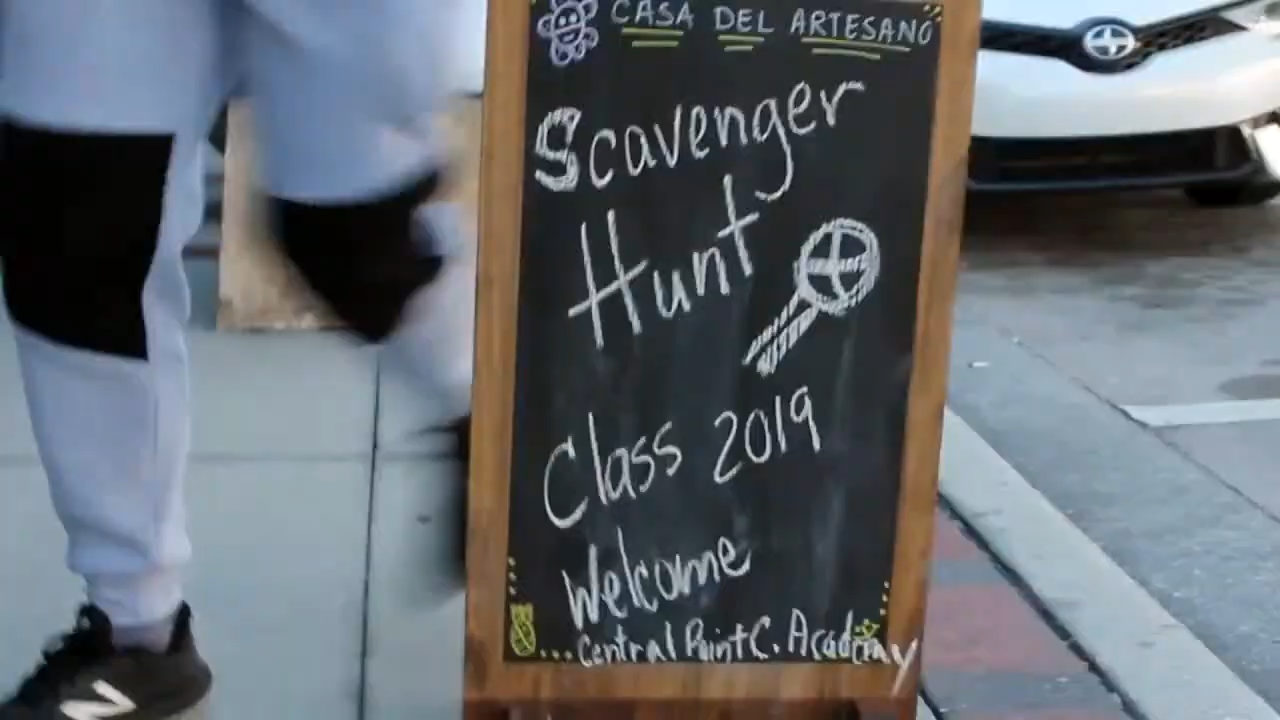 CASA DEL ARTESANO
Scavenger
Hunt
Class 2019
Welcome
...Central Point C. Academy
N